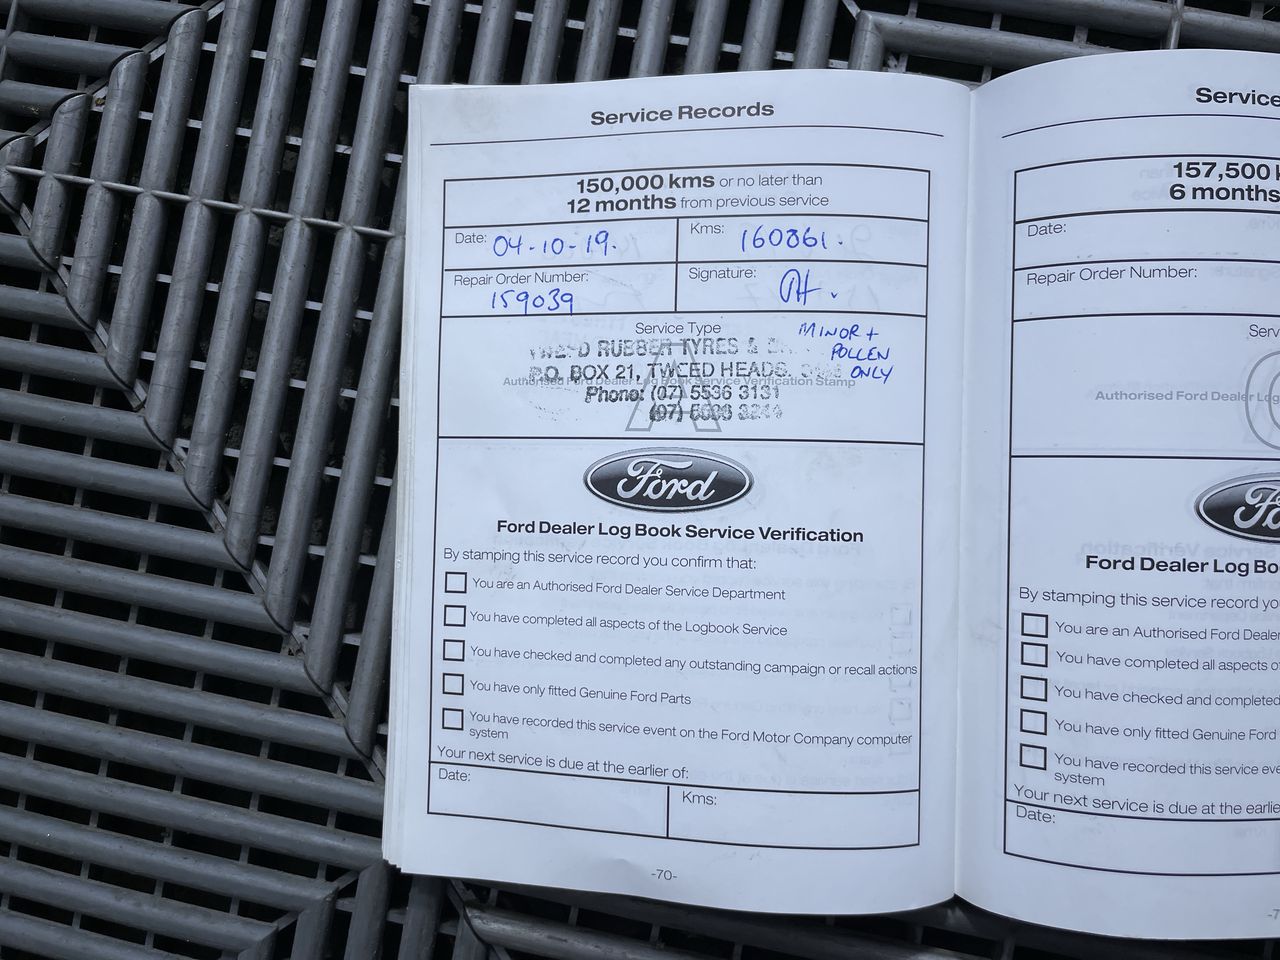 Service Records
150,000 kms or no later than
12 months from previous service
Date: 04-10-19.
Kms: 160861.
Repair Order Number:
159039
Signature:
Service Type
MINOR +
POLLEN
ONLY
RUBBER TYRES &
P.O. BOX 21, TWEED HEADS.
Authorised Ford Dealer Log Book Service Verification Stamp
Phone: (07) 5536 3131
(07)
A
Ford
Ford Dealer Log Book Service Verification
By stamping this service record you confirm that:
You are an Authorised Ford Dealer Service Department
You have completed all aspects of the Logbook Service
You have checked and completed any outstanding campaign or recall actions
You have only fitted Genuine Ford Parts
You have recorded this service event on the Ford Motor Company computer
system
Your next service is due at the earlier of:
Date:
Kms:
-70-
Service
157,500
6 months
Date:
Repair Order Number:
Serv
Authorised Ford Dealer Log
Ford Dealer Log Bo
By stamping this service record yo
You are an Authorised Ford Dealer
You have completed all aspects o
You have checked and completed
You have only fitted Genuine Ford
You have recorded this service eve
system
Your next service is due at the earlie
Date: